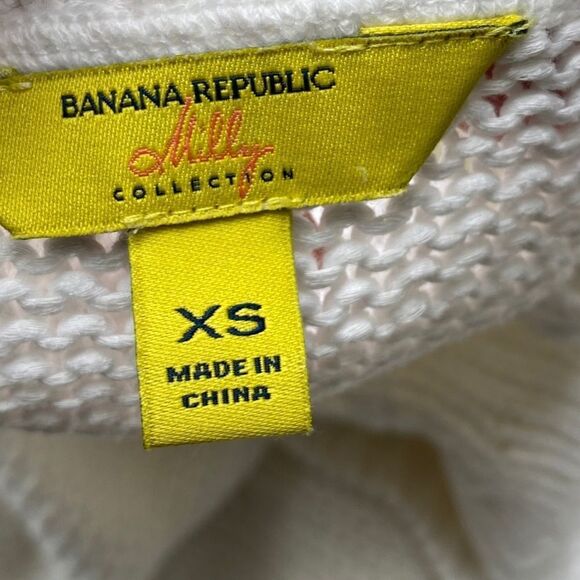 BANANA REPUBLIC
Milly
COLLECTION
XS
MADE IN
CHINA